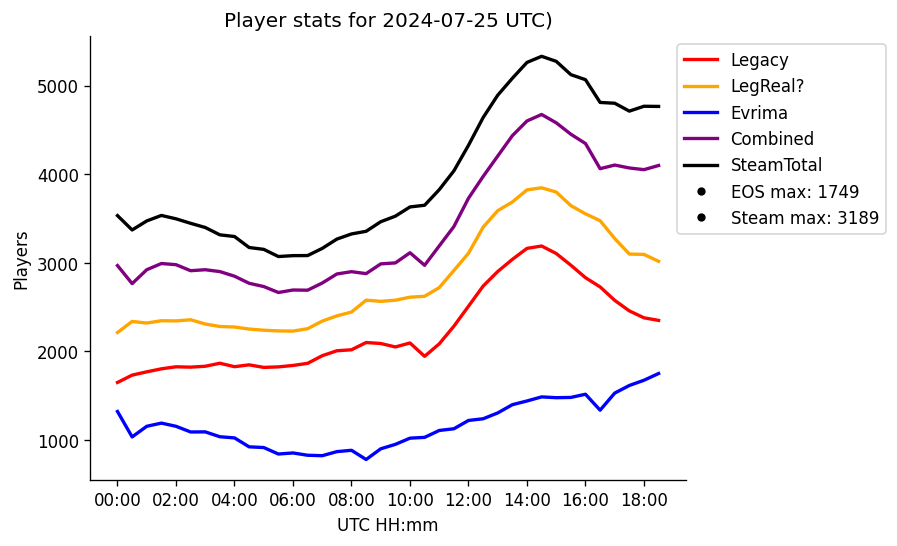 Player stats for 2024-07-25 UTC)
Legacy
LegReal?
Evrima
Combined
SteamTotal
EOS max: 1749
Steam max: 3189
Players
5000
4000
3000
2000
1000
00:00 02:00 04:00 06:00 08:00 10:00 12:00 14:00 16:00 18:00
UTC HH:mm